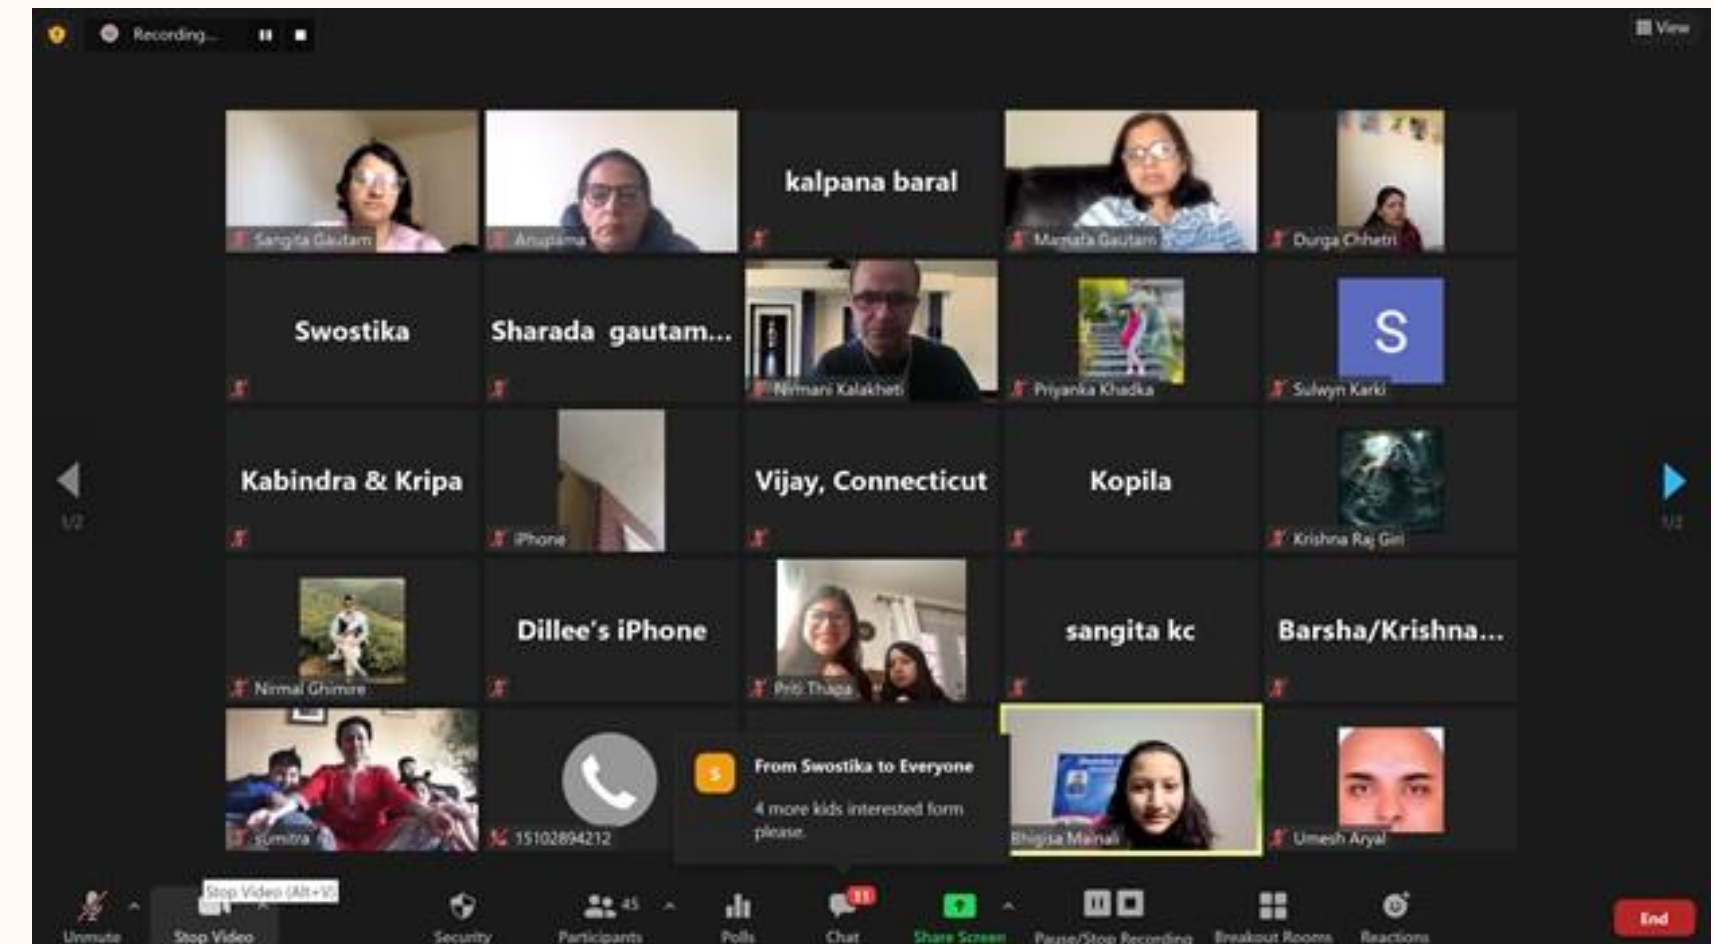 Recording...
View
Sangita Gautam
Anupama
kalpana baral
Mamata Gautam
Durga Chhetri
Swostika
Sharada gautam...
Nirmani Kalakheti
Priyanka Khadka
S
Sulwyn Karki
Kabindra & Kripa
iPhone
Vijay, Connecticut
Kopila
Krishna Raj Giri
1/2
1/2
Nirmal Ghimire
Dillee's iPhone
Priti Thapa
sangita kc
Barsha/Krishna...
sumitra
15102894212
S
From Swostika to Everyone
4 more kids interested form
please.
Bhigisa Mainali
Umesh Aryal
Stop Video (Alt+V)
45
11
Unmute
Stop Video
Security
Participants
Polls
Chat
Share Screen
Pause/Stop Recording
Breakout Rooms
Reactions
End